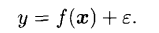 y = f(𝒙) + ε.